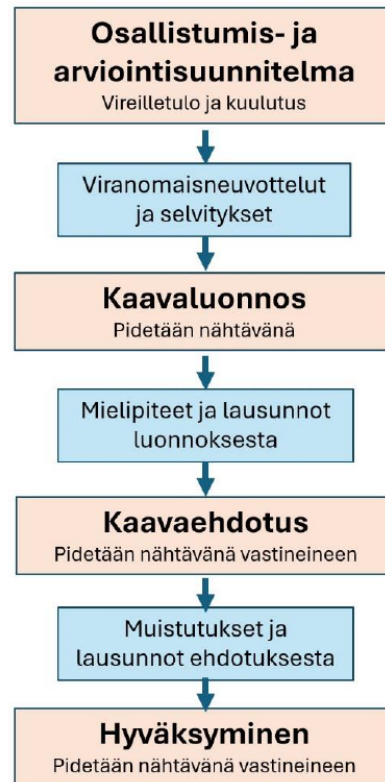 Osallistumis- ja
arviointisuunnitelma
Vireilletulo ja kuulutus
Viranomaisneuvottelut
ja selvitykset
Kaavaluonnos
Pidetään nähtävänä
Mielipiteet ja lausunnot
luonnoksesta
Kaavaehdotus
Pidetään nähtävänä vastineineen
Muistutukset ja
lausunnot ehdotuksesta
Hyväksyminen
Pidetään nähtävänä vastineineen